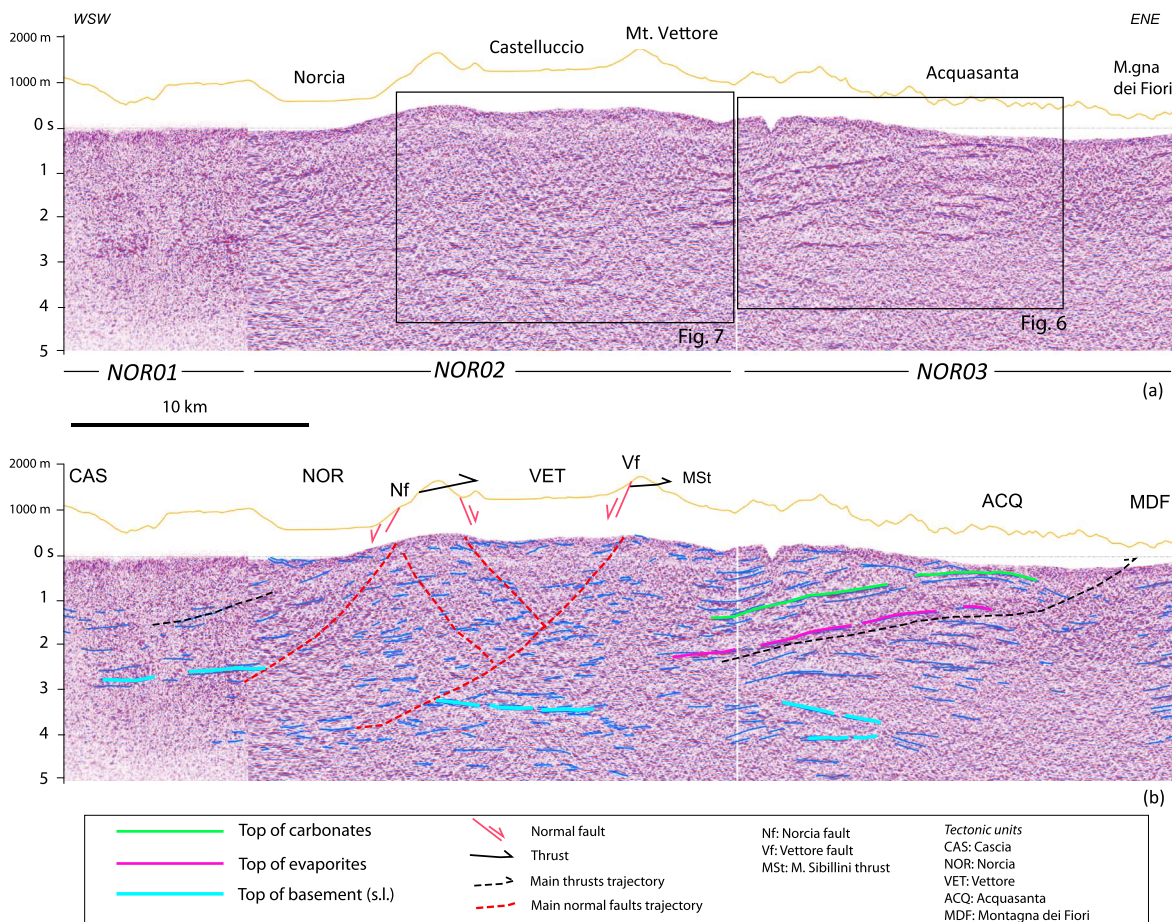 WSW
ENE
2000 m
Mt. Vettore
Castelluccio
Norcia
Acquasanta
M.gna
dei Fiori
1000 m
0 s
1
2
3
4
5
Fig. 7
Fig. 6
NOR01
NOR02
NOR03
(a)
10 km
2000 m
CAS
NOR
Nf
VET
Vf
MSt
ACQ
MDF
1000 m
0 s
1
2
3
4
5
(b)
Top of carbonates
Top of evaporites
Top of basement (s.l.)
Normal fault
Thrust
Main thrusts trajectory
Main normal faults trajectory
Nf: Norcia fault
Vf: Vettore fault
MSt: M. Sibillini thrust
Tectonic units
CAS: Cascia
NOR: Norcia
VET: Vettore
ACQ: Acquasanta
MDF: Montagna dei Fiori